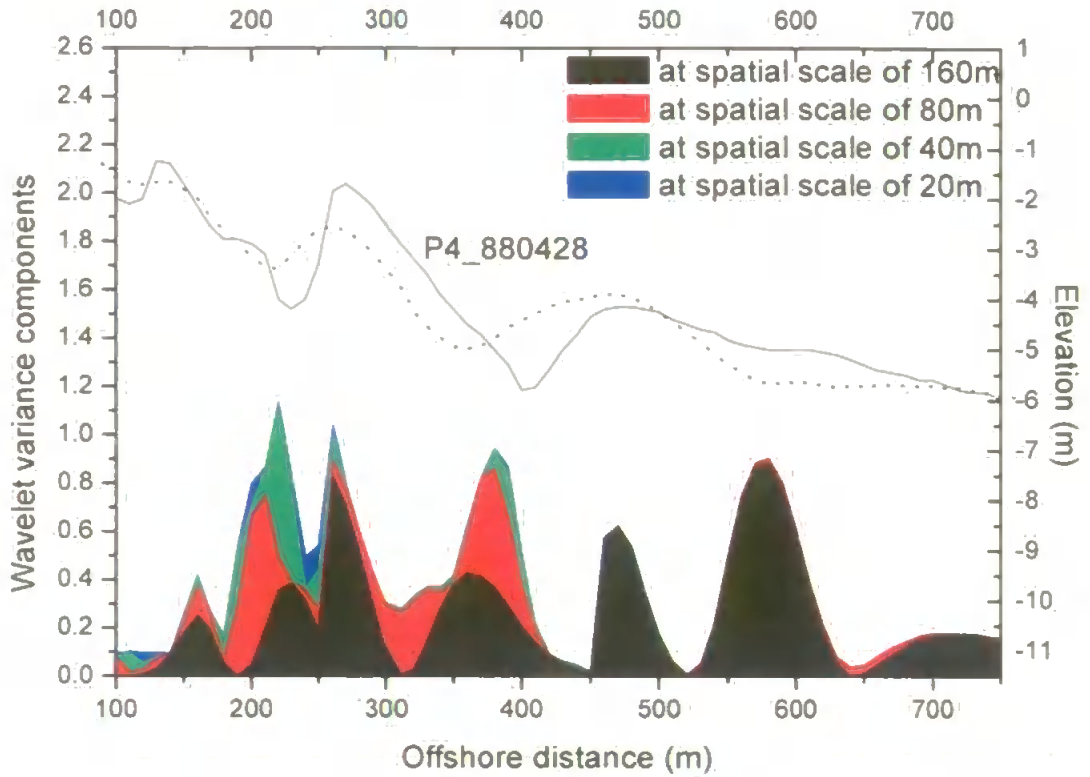 100 200 300 400 500 600 700
2.6
2.4
2.2
2.0
1.8
1.6
1.4
1.2
1.0
0.8
0.6
0.4
0.2
0.0
Wavelet variance components
at spatial scale of 160m
at spatial scale of 80m
at spatial scale of 40m
at spatial scale of 20m
P4_880428
1
0
-1
-2
-3
-4
-5
-6
-7
-8
-9
-10
-11
Elevation (m)
100 200 300 400 500 600 700
Offshore distance (m)